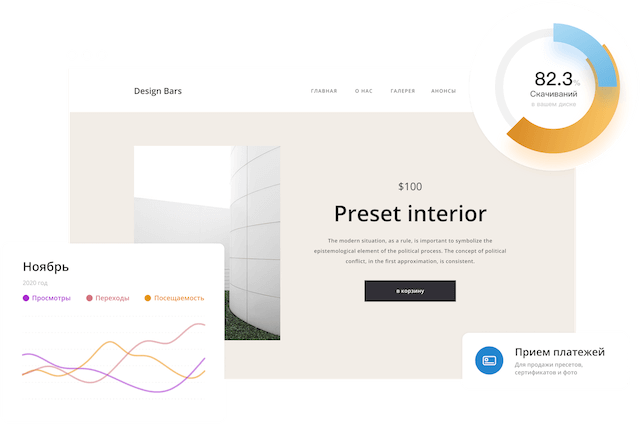 Design Bars
ГЛАВНАЯ О НАС ГАЛЕРЕЯ АНОНСЫ
82.3%
Скачиваний
в вашем диске
$100
Preset interior
The modern situation, as a rule, is important to symbolize the
epistemological element of the political process. The concept of political
conflict, in the first approximation, is consistent.
в корзину
Ноябрь
2020 год
Просмотры Переходы Посещаемость
Прием платежей
Для продажи пресетов,
сертификатов и фото